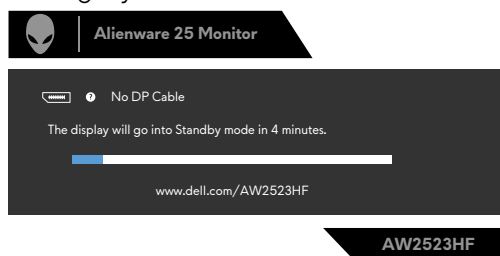 Alienware 25 Monitor
? No DP Cable
The display will go into Standby mode in 4 minutes.
www.dell.com/AW2523HF
AW2523HF